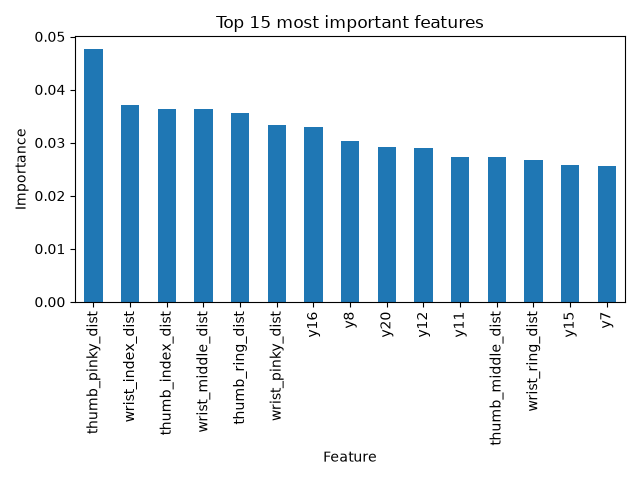 Top 15 most important features
Importance
0.05
0.04
0.03
0.02
0.01
0.00
thumb_pinky_dist
wrist_index_dist
thumb_index_dist
wrist_middle_dist
thumb_ring_dist
wrist_pinky_dist
y16
y8
y20
y12
y11
thumb_middle_dist
wrist_ring_dist
y15
y7
Feature